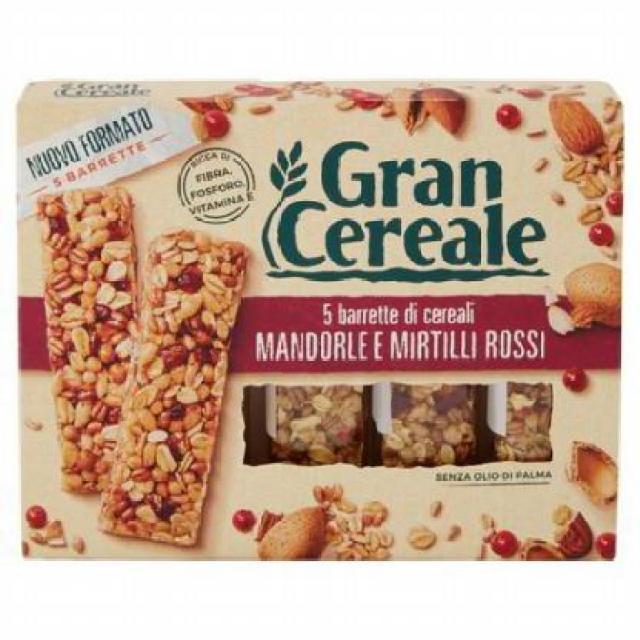 Gran
Cereale
NUOVO FORMATO
5 BARRETTE
RICCA DI
FIBRA,
FOSFORO,
VITAMINA E
Gran
Cereale
5 barrette di cereali
MANDORLE E MIRTILLI ROSSI
SENZA OLIO DI PALMA